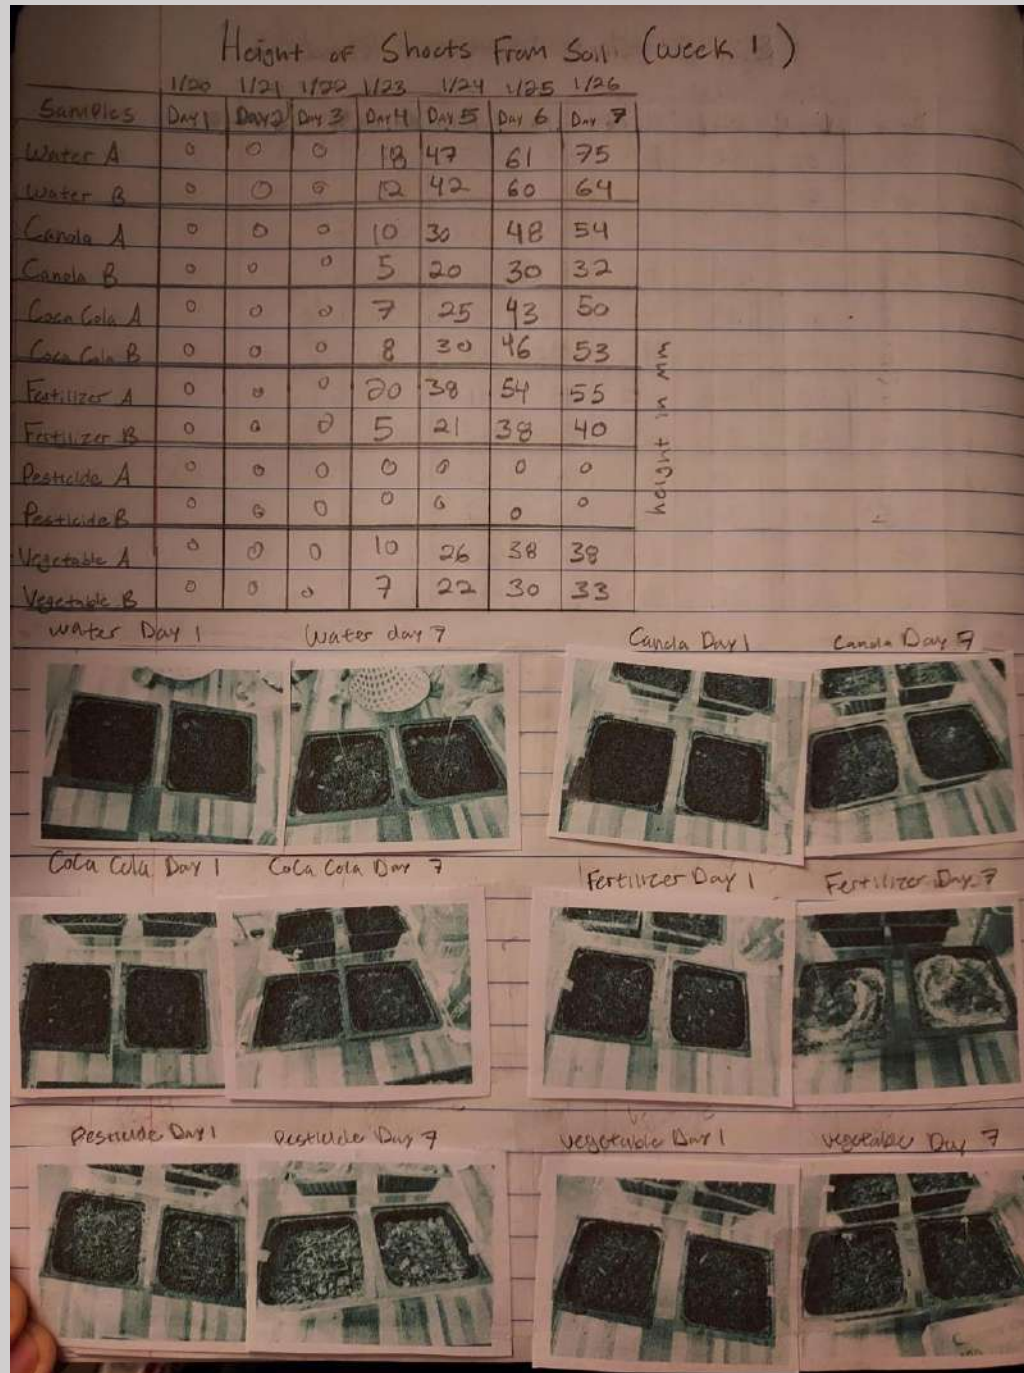 Height of Shoots From Soil (week 1)
1/20 1/21 1/22 1/23 1/24 1/25 1/26
Samples Day 1 Day 2 Day 3 Day 4 Day 5 Day 6 Day 7
Water A 0 0 0 18 47 61 75
Water B 0 0 0 12 42 60 64
Canola A 0 0 0 10 30 48 54
Canola B 0 0 0 5 20 30 32
Coca Cola A 0 0 0 7 25 43 50
Coca Cola B 0 0 0 8 30 46 53
Fertilizer A 0 0 0 20 38 54 55
Fertilizer B 0 0 0 5 21 38 40
Pesticide A 0 0 0 0 0 0 0
Pesticide B 0 0 0 0 0 0 0
Vegetable A 0 0 0 10 26 38 38
Vegetable B 0 0 0 7 22 30 33
height in mm
water Day 1 Water day 7 Canola Day 1 Canola Day 7
Coca Cola Day 1 Coca Cola Day 7 Fertilizer Day 1 Fertilizer Day 7
Pesticide Day 1 Pesticide Day 7 vegetable Day 1 vegetable Day 7